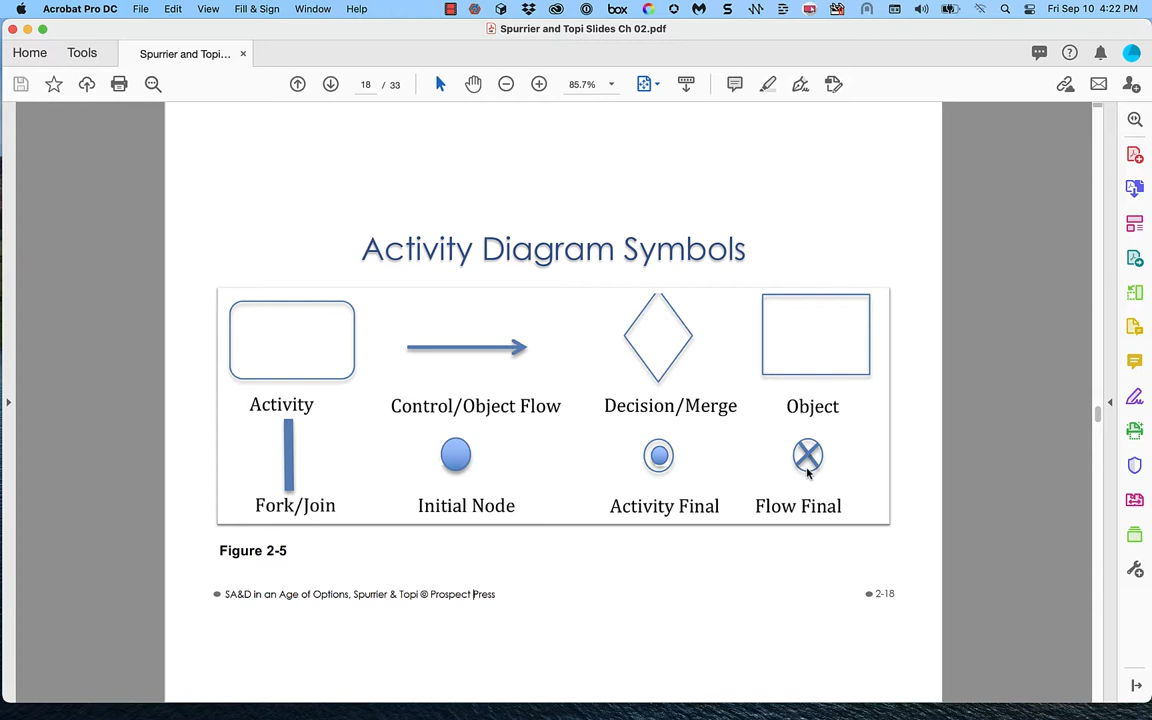 Acrobat Pro DC File Edit View Fill & Sign Window Help box Fri Sep 10 4:22 PM
Spurrier and Topi Slides Ch 02.pdf
Home Tools Spurrier and Topi... ×
18 / 33 85.7%
Activity Diagram Symbols
Activity Control/Object Flow Decision/Merge Object
Fork/Join Initial Node Activity Final Flow Final
Figure 2-5
SA&D in an Age of Options, Spurrier & Topi © Prospect Press 2-18